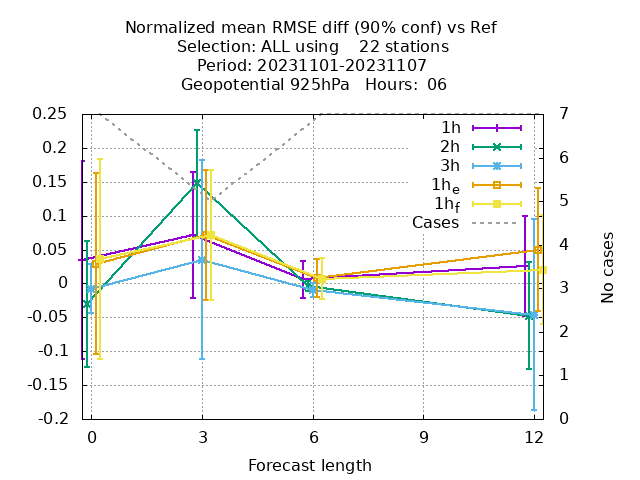 Normalized mean RMSE diff (90% conf) vs Ref
Selection: ALL using    22 stations
Period: 20231101-20231107
Geopotential 925hPa   Hours:  06
0.25
0.2
0.15
0.1
0.05
0
-0.05
-0.1
-0.15
-0.2
1h
2h
3h
1he
1hf
Cases
7
6
5
4
3
2
1
0
No cases
0
3
6
9
12
Forecast length